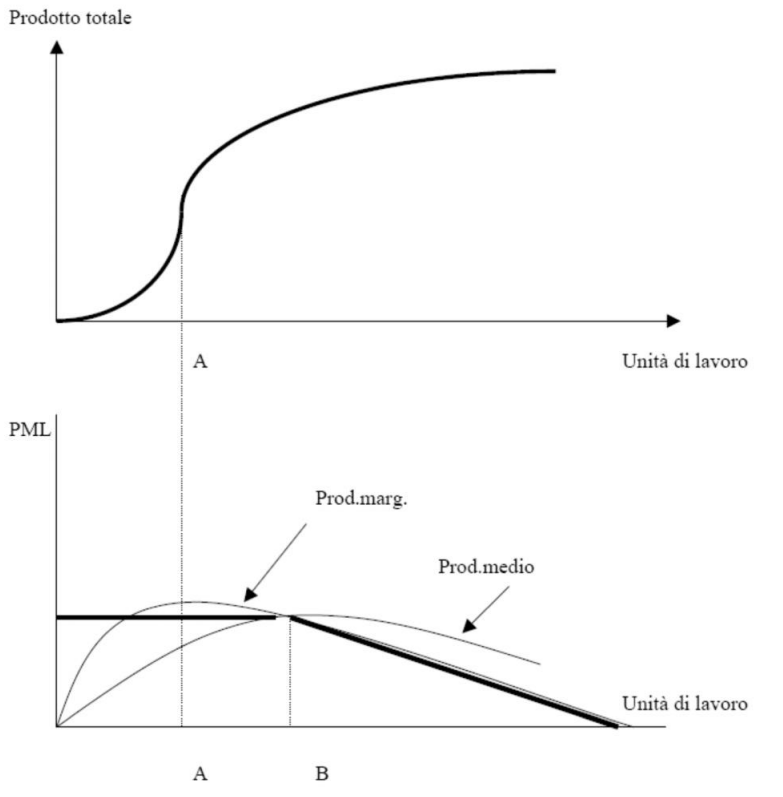 Prodotto totale
A
Unità di lavoro
PML
Prod.marg.
Prod.medio
Unità di lavoro
A
B